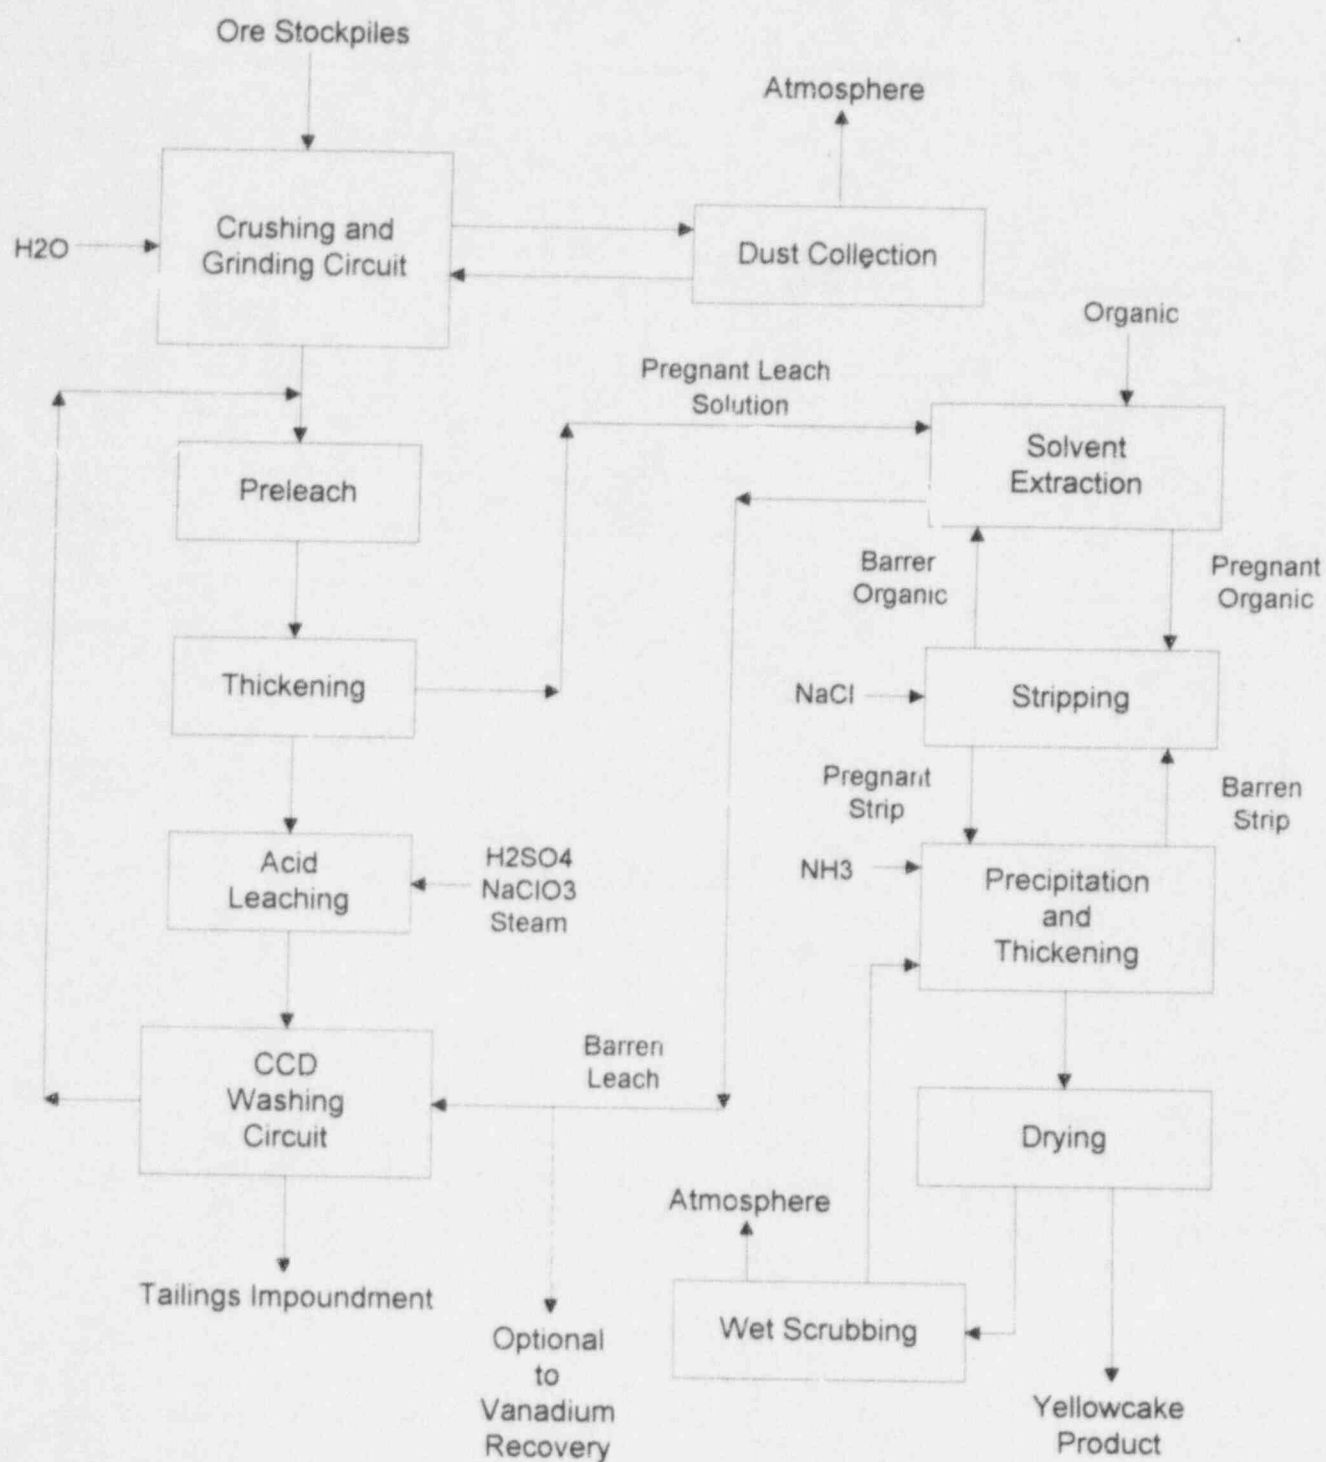 Ore Stockpiles
Atmosphere
Crushing and
Grinding Circuit
H2O
Dust Collection
Organic
Pregnant Leach
Solution
Solvent
Extraction
Preleach
Barrer
Organic
Pregnant
Organic
Thickening
NaCl
Stripping
Pregnant
Strip
Barren
Strip
Acid
Leaching
H2SO4
NaClO3
Steam
NH3
Precipitation
and
Thickening
CCD
Washing
Circuit
Barren
Leach
Drying
Atmosphere
Tailings Impoundment
Wet Scrubbing
Optional
to
Vanadium
Recovery
Yellowcake
Product